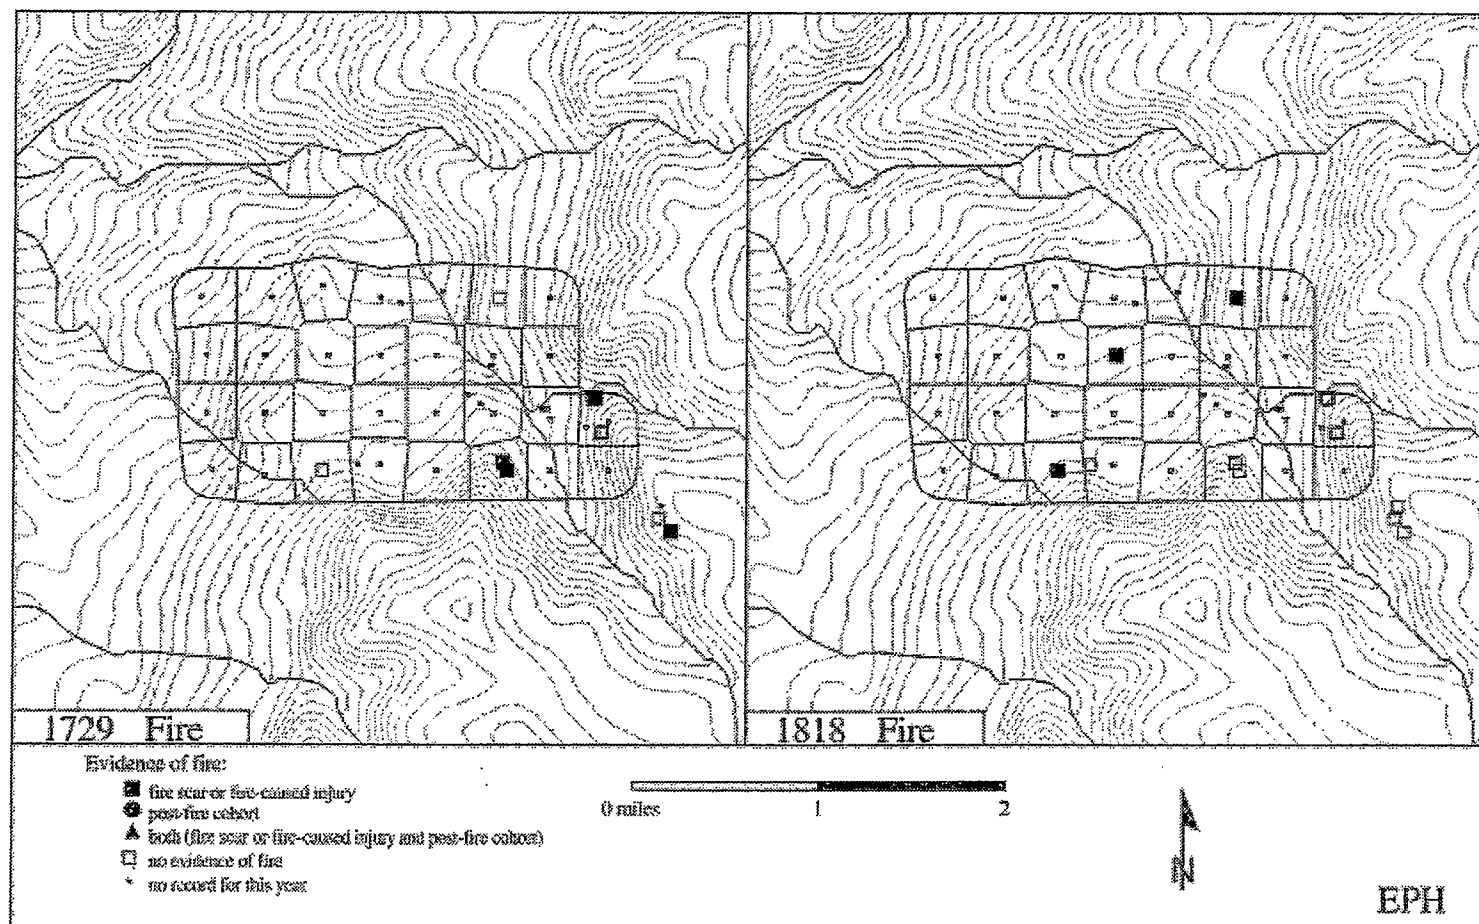 1729 Fire
1818 Fire
Evidence of fire:
fire scar or fire-caused injury
post-fire cohort
both (fire scar or fire-caused injury and post-fire cohort)
no evidence of fire
no record for this year
0 miles 1 2
N
EPH